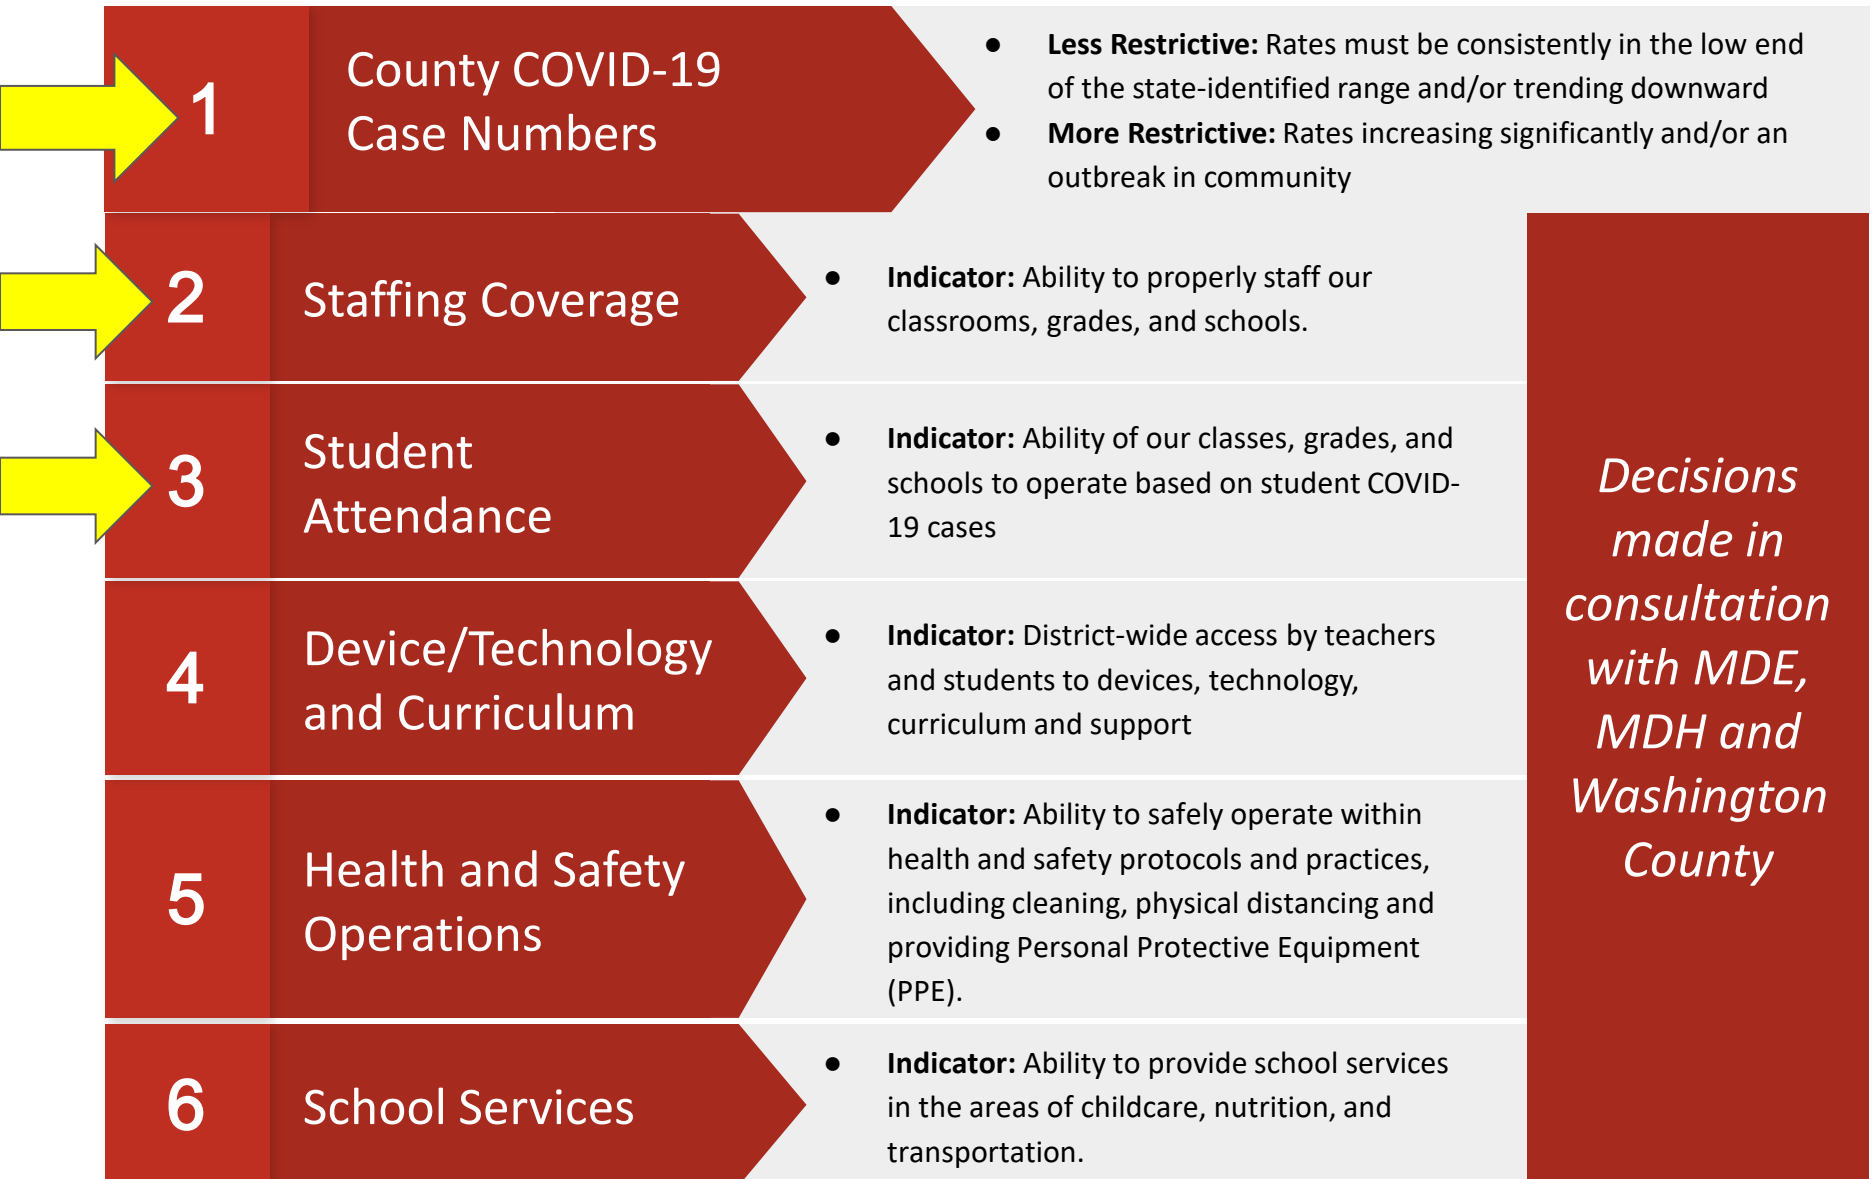 1
County COVID-19
Case Numbers
● Less Restrictive: Rates must be consistently in the low end
of the state-identified range and/or trending downward
● More Restrictive: Rates increasing significantly and/or an
outbreak in community
2
Staffing Coverage
● Indicator: Ability to properly staff our
classrooms, grades, and schools.
3
Student
Attendance
● Indicator: Ability of our classes, grades, and
schools to operate based on student COVID-
19 cases
4
Device/Technology
and Curriculum
● Indicator: District-wide access by teachers
and students to devices, technology,
curriculum and support
5
Health and Safety
Operations
● Indicator: Ability to safely operate within
health and safety protocols and practices,
including cleaning, physical distancing and
providing Personal Protective Equipment
(PPE).
6
School Services
● Indicator: Ability to provide school services
in the areas of childcare, nutrition, and
transportation.
Decisions
made in
consultation
with MDE,
MDH and
Washington
County